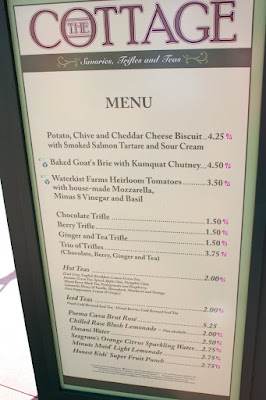 THE
COTTAGE
Savories, Trifles and Teas
MENU
Potato, Chive and Cheddar Cheese Biscuit..4.25
with Smoked Salmon Tartare and Sour Cream
Baked Goat's Brie with Kumquat Chutney..4.50
Waterkist Farms Heirloom Tomatoes
3.50
with house-made Mozzarella,
Minus 8 Vinegar and Basil
Chocolate Trifle
1.50
Berry Trifle
1.50
Ginger and Tea Trifle
1.50
Trio of Trifles
3.75
(Chocolate, Berry, Ginger and Tea)
Hot Teas
2.00
Iced Teas
2.00
Poema Cava Brut Rosé
5.25
Chilled Rose Blush Lemonade
2.00
Dasani Water
2.50
Seagram's Orange Citrus Sparkling Water
2.75
Minute Maid Light Lemonade
2.75
Honest Kids Super Fruit Punch
2.75